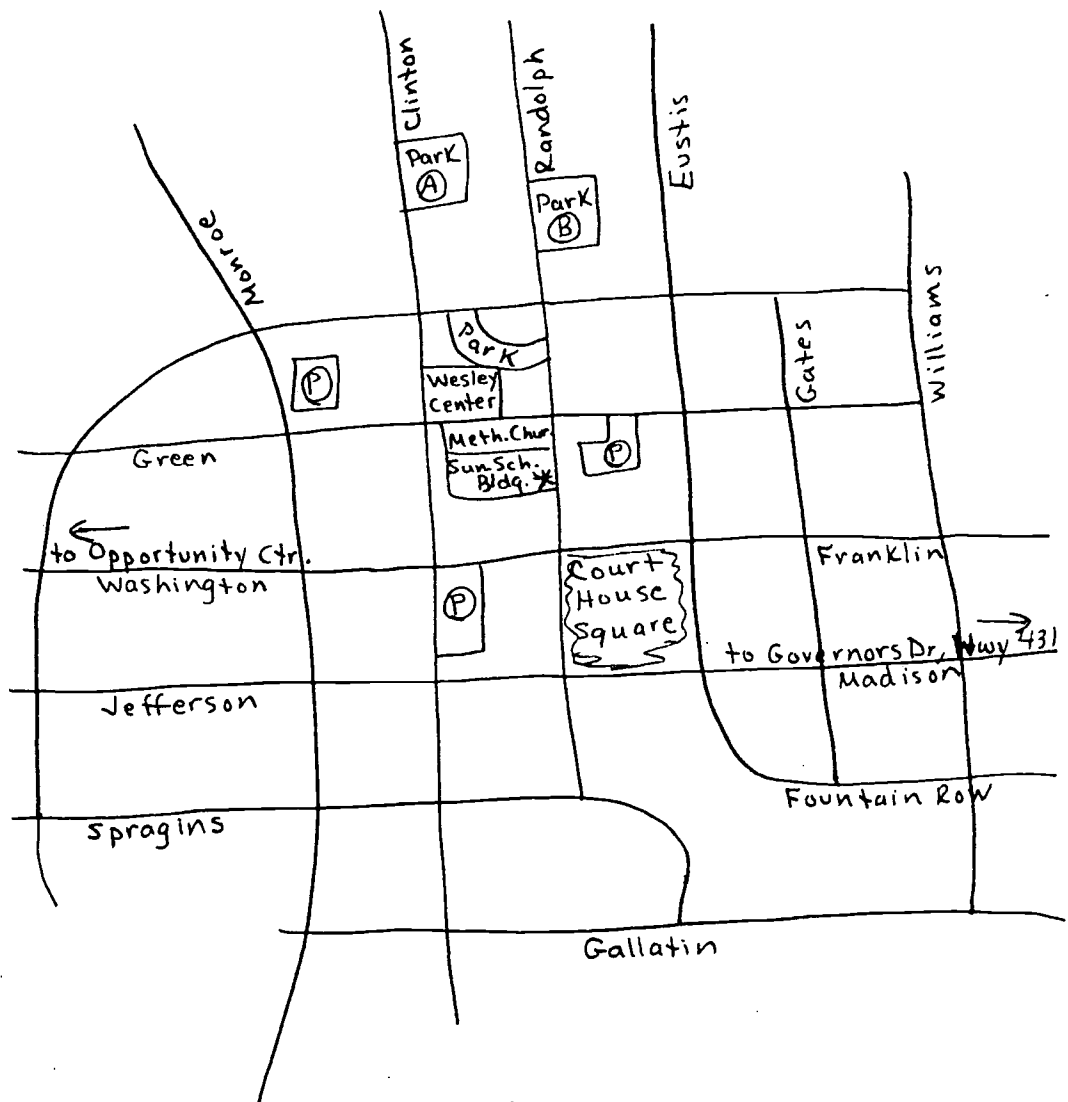 Clinton
Randolph
Eustis
Park
A
Park
B
Monroe
Williams
Gates
Park
P
Wesley
Center
Meth. Chur.
Sun. Sch.
Bldg. *
P
Green
to Opportunity Ctr.
Washington
Franklin
P
Court
House
Square
to Governors Dr, Hwy 431
Madison
Jefferson
Fountain Row
Spragins
Gallatin